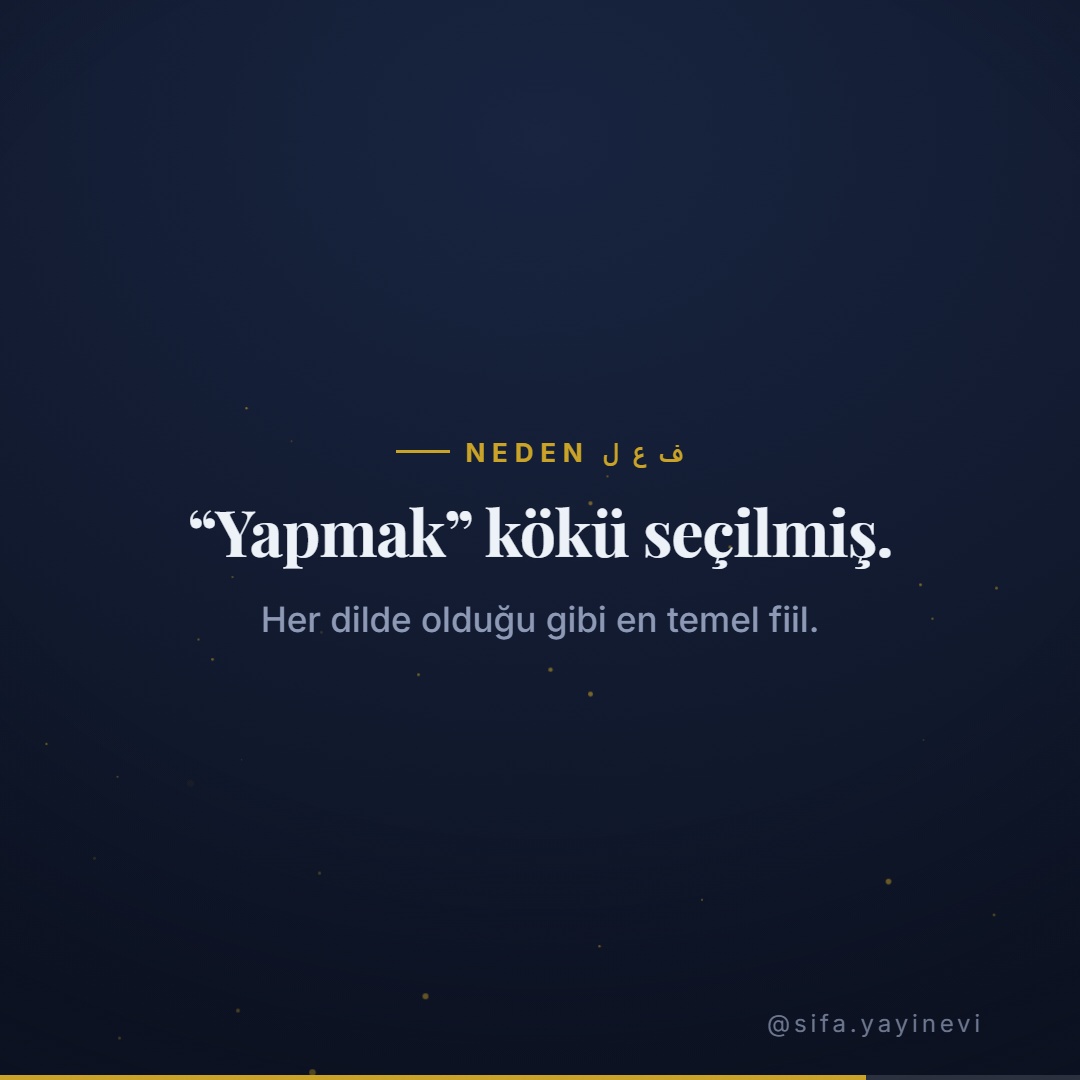 NEDEN ف ع ل
“Yapmak” kökü seçilmiş.
Her dilde olduğu gibi en temel fiil.
@sifa.yayinevi